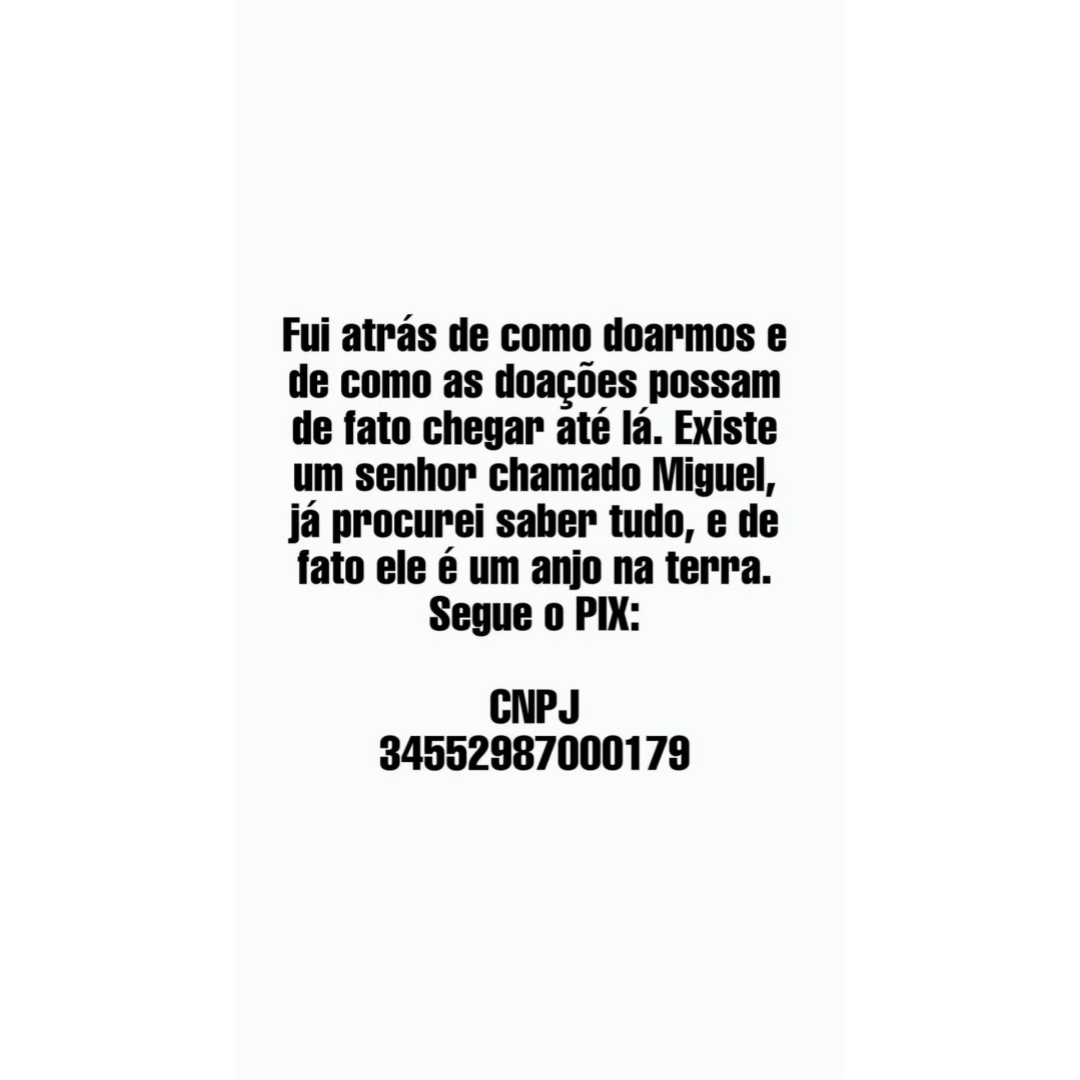 Fui atrás de como doarmos e
de como as doações possam
de fato chegar até lá. Existe
um senhor chamado Miguel,
já procurei saber tudo, e de
fato ele é um anjo na terra.
Segue o PIX:
CNPJ
34552987000179